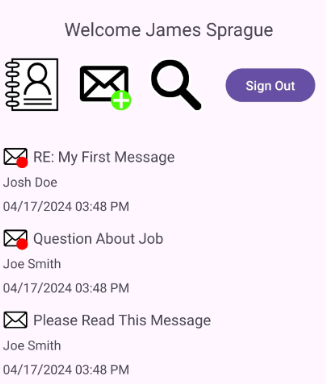 Welcome James Sprague
Sign Out
RE: My First Message
Josh Doe
04/17/2024 03:48 PM
Question About Job
Joe Smith
04/17/2024 03:48 PM
Please Read This Message
Joe Smith
04/17/2024 03:48 PM